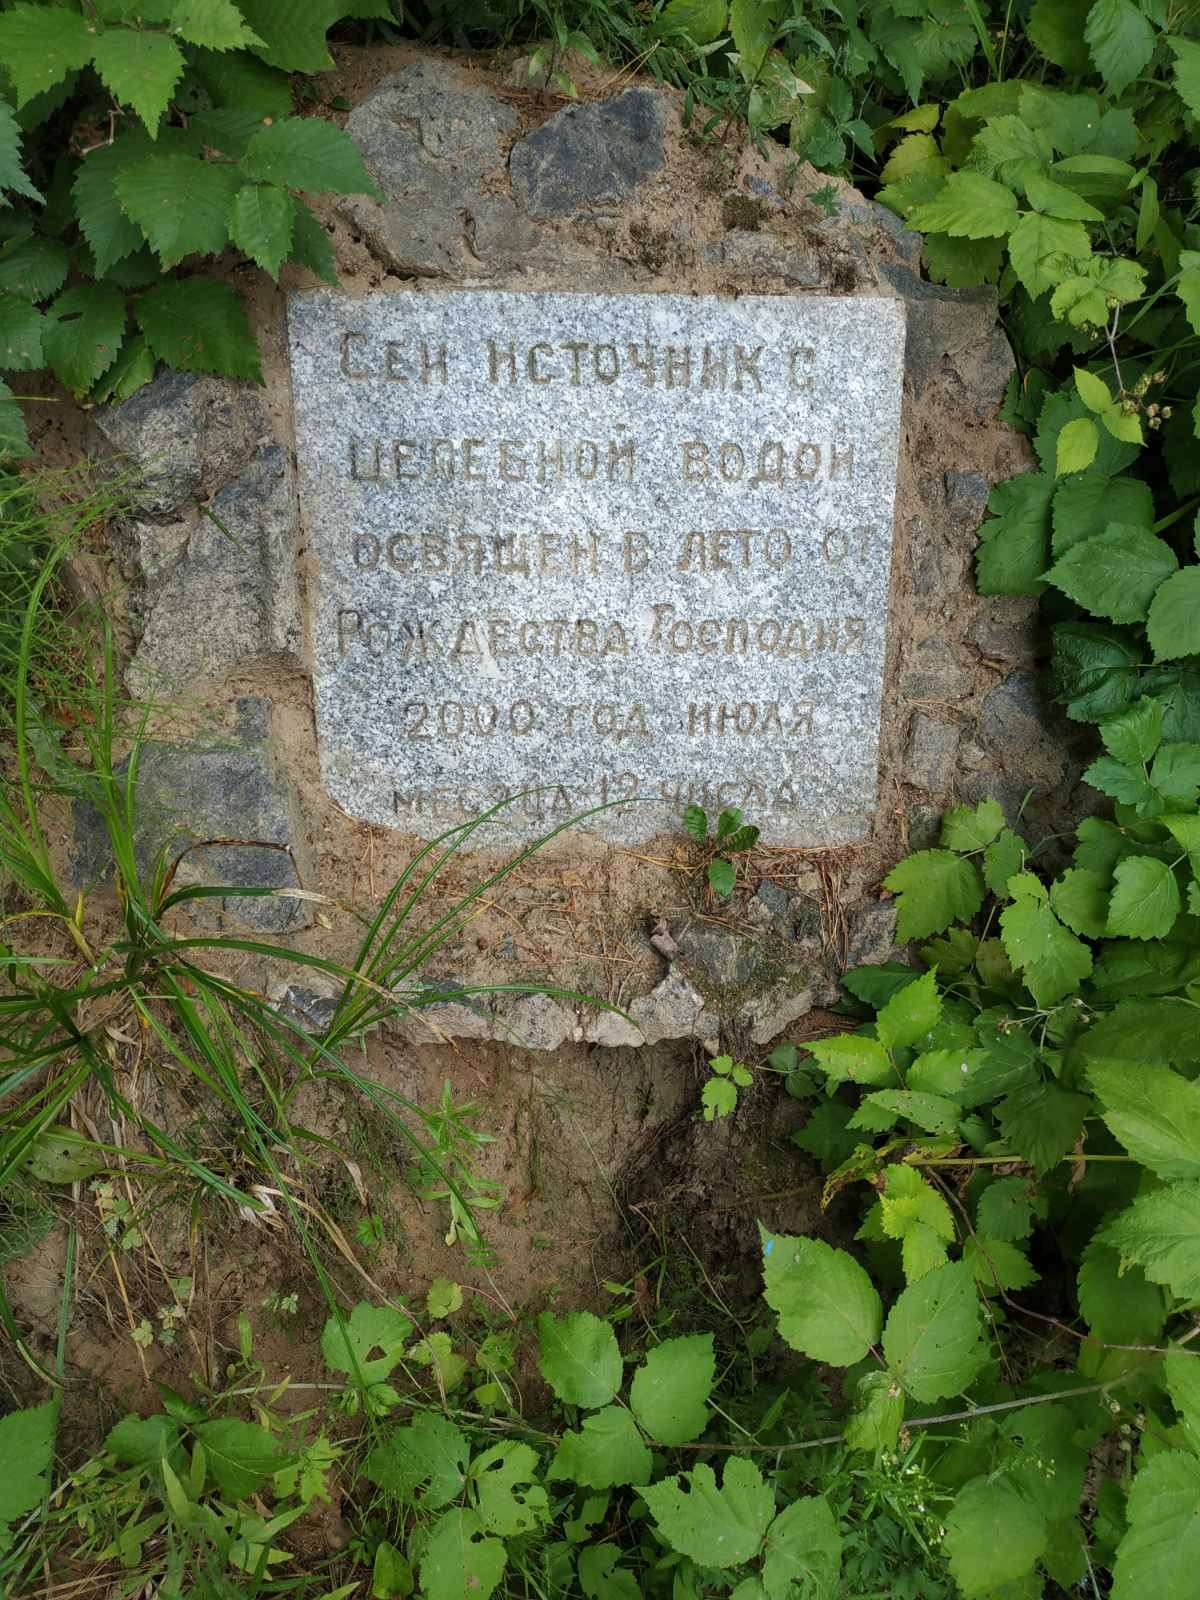 Сей источник с
целебной водой
освящен в лето от
Рождества Господня
2000 год июля
месяца 12 числа